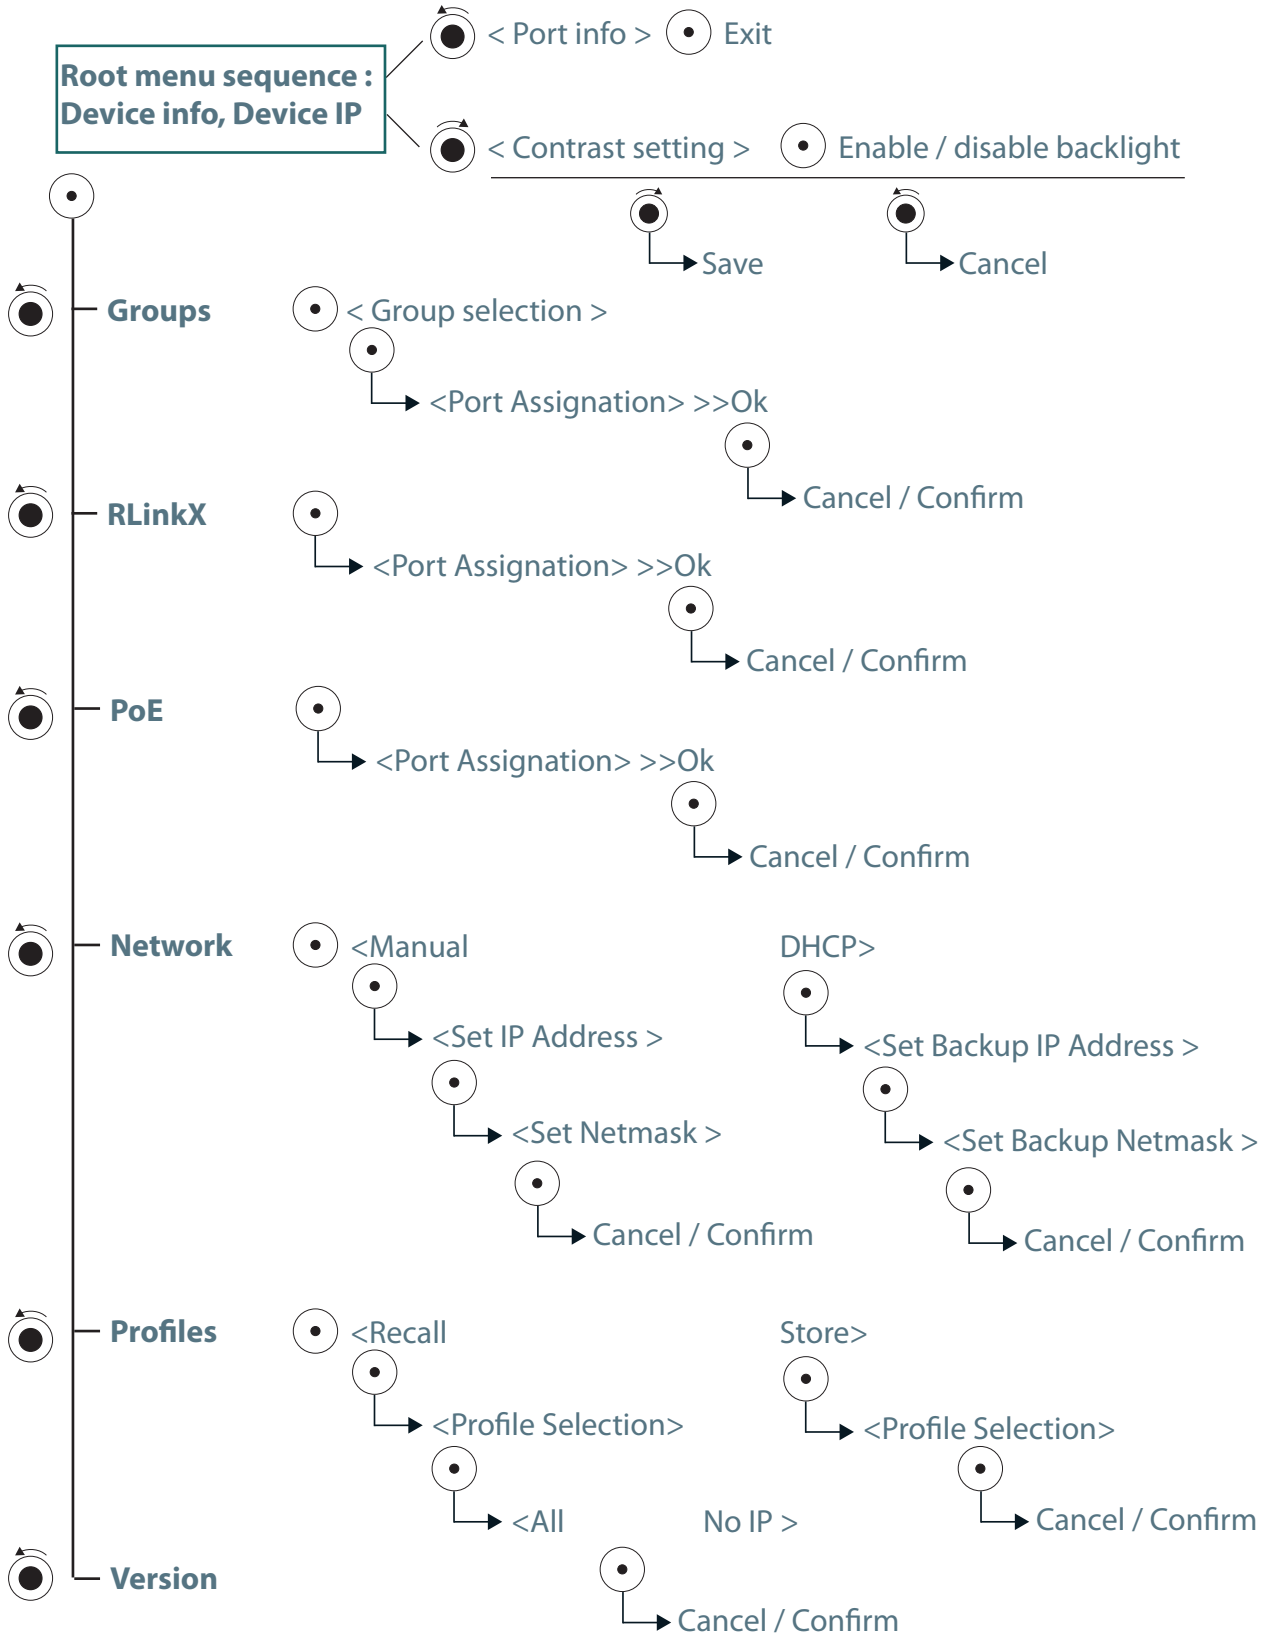 < Port info > Exit
Root menu sequence :
Device info, Device IP
< Contrast setting > Enable / disable backlight
Save Cancel
Groups < Group selection >
<Port Assignation> >>Ok
Cancel / Confirm
RLinkX
<Port Assignation> >>Ok
Cancel / Confirm
PoE
<Port Assignation> >>Ok
Cancel / Confirm
Network <Manual DHCP>
<Set IP Address > <Set Backup IP Address >
<Set Netmask > <Set Backup Netmask >
Cancel / Confirm Cancel / Confirm
Profiles <Recall Store>
<Profile Selection> <Profile Selection>
<All No IP > Cancel / Confirm
Version
Cancel / Confirm